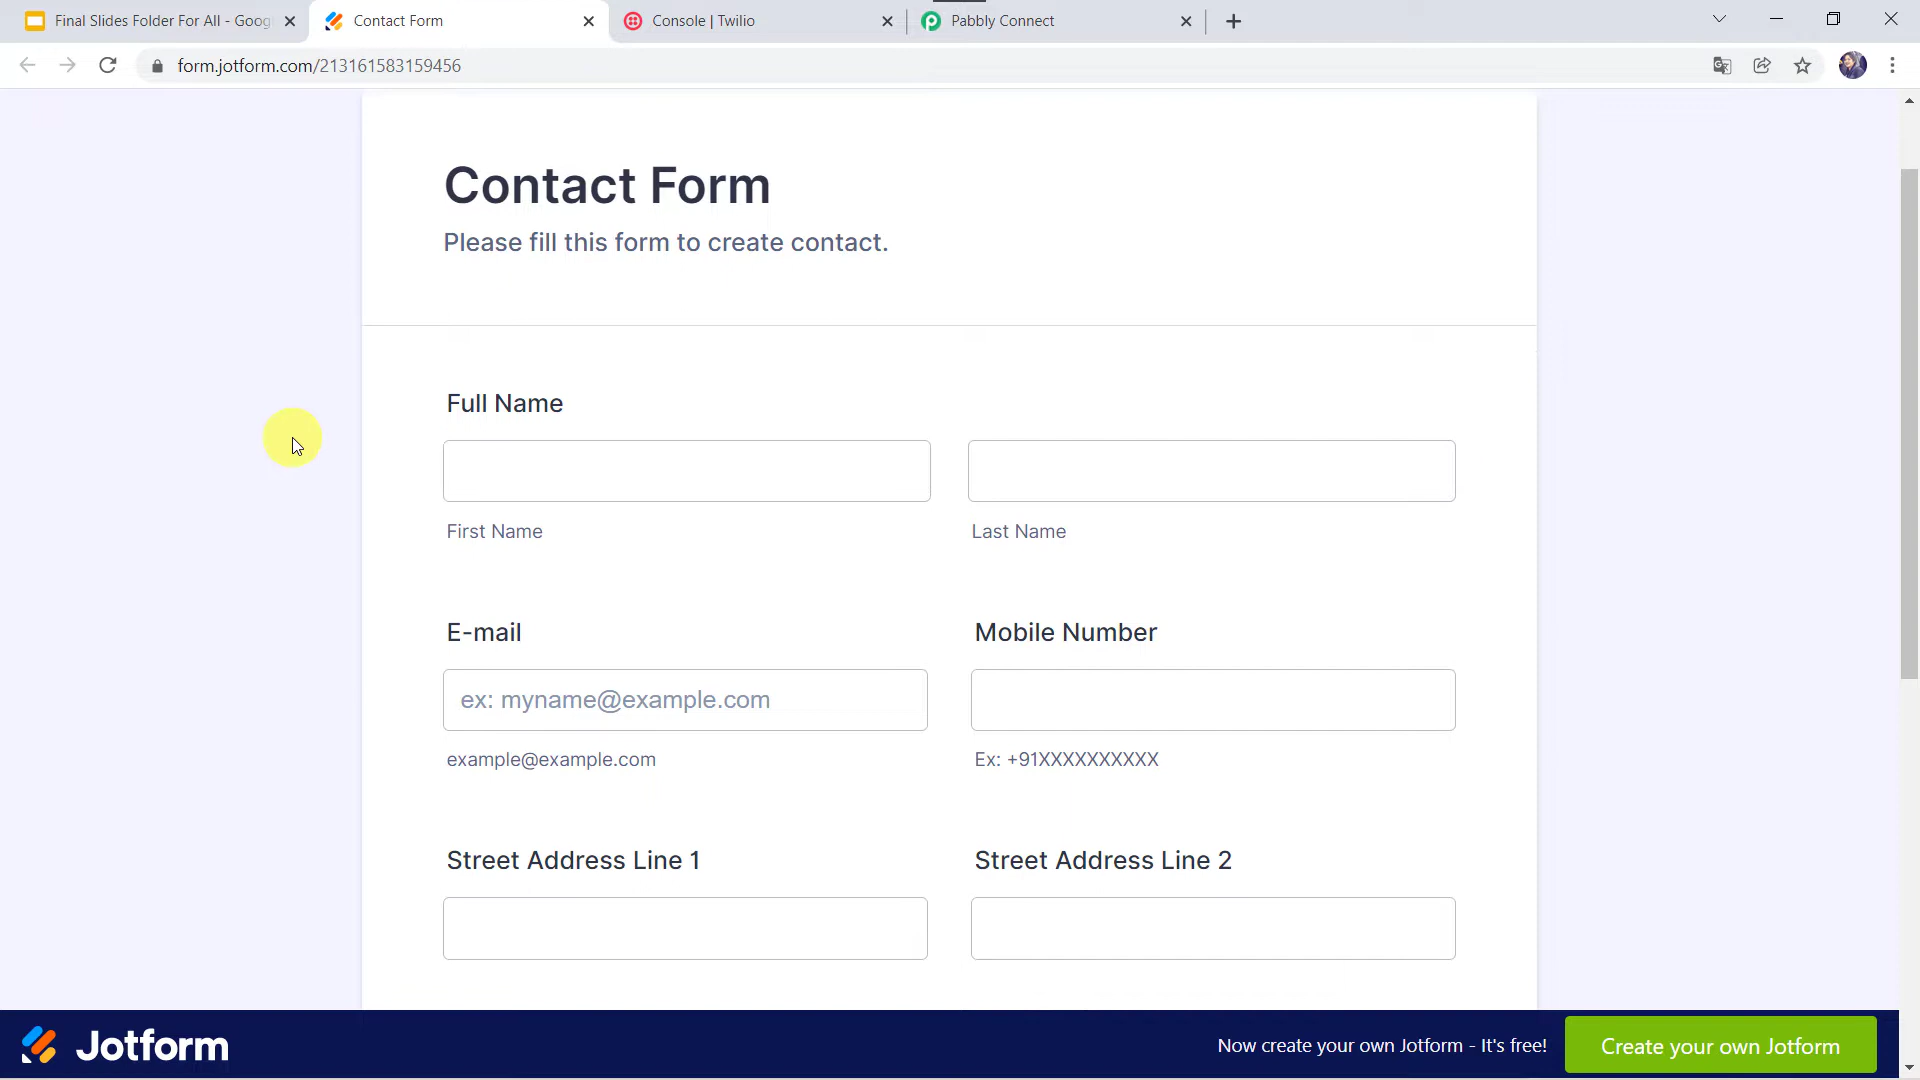 Final Slides Folder For All - Goog
Contact Form
Console | Twilio
Pabbly Connect
form.jotform.com/213161583159456
Contact Form
Please fill this form to create contact.
Full Name
First Name
Last Name
E-mail
Mobile Number
ex: myname@example.com
example@example.com
Ex: +91XXXXXXXXXX
Street Address Line 1
Street Address Line 2
Jotform
Now create your own Jotform - It's free!
Create your own Jotform